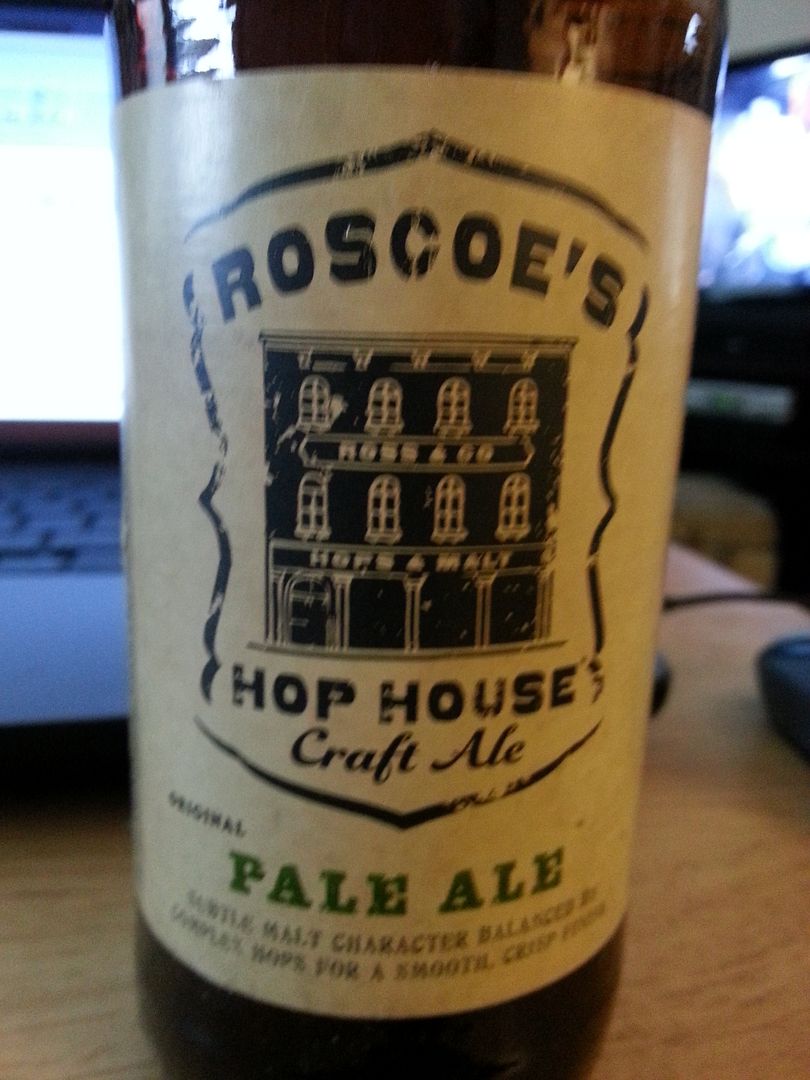 ROSCOE'S
ROSS & CO
HOPS & MALT
HOP HOUSE
Craft Ale
ORIGINAL
PALE ALE
SUBTLE MALT CHARACTER BALANCED BY
COMPLEX HOPS FOR A SMOOTH, CRISP FINISH